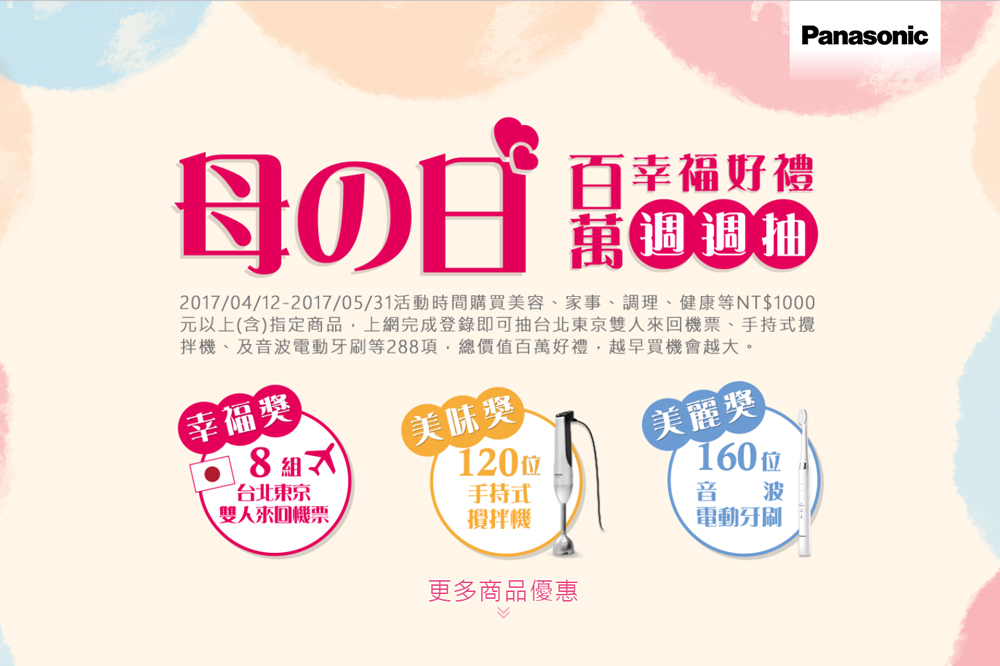 Panasonic
母の日
百萬
幸福好禮
週週抽
2017/04/12-2017/05/31活動時間購買美容、家事、調理、健康等NT$1000
元以上(含)指定商品，上網完成登錄即可抽台北東京雙人來回機票、手持式攪
拌機、及音波電動牙刷等288項，總價值百萬好禮，越早買機會越大。
幸福獎
8組
台北東京
雙人來回機票
美味獎
120位
手持式
攪拌機
美麗獎
160位
音波
電動牙刷
更多商品優惠